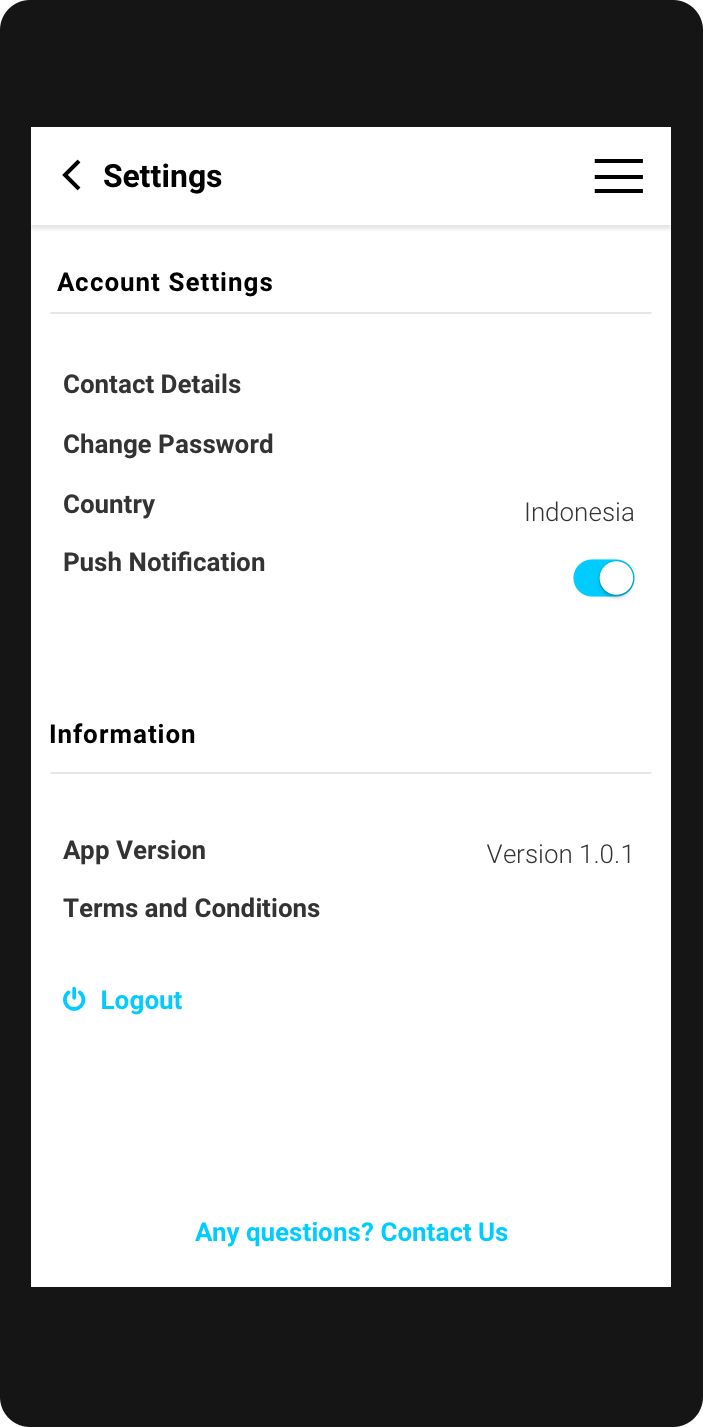 Settings
Account Settings
Contact Details
Change Password
Country
Indonesia
Push Notification
Information
App Version
Version 1.0.1
Terms and Conditions
Logout
Any questions? Contact Us